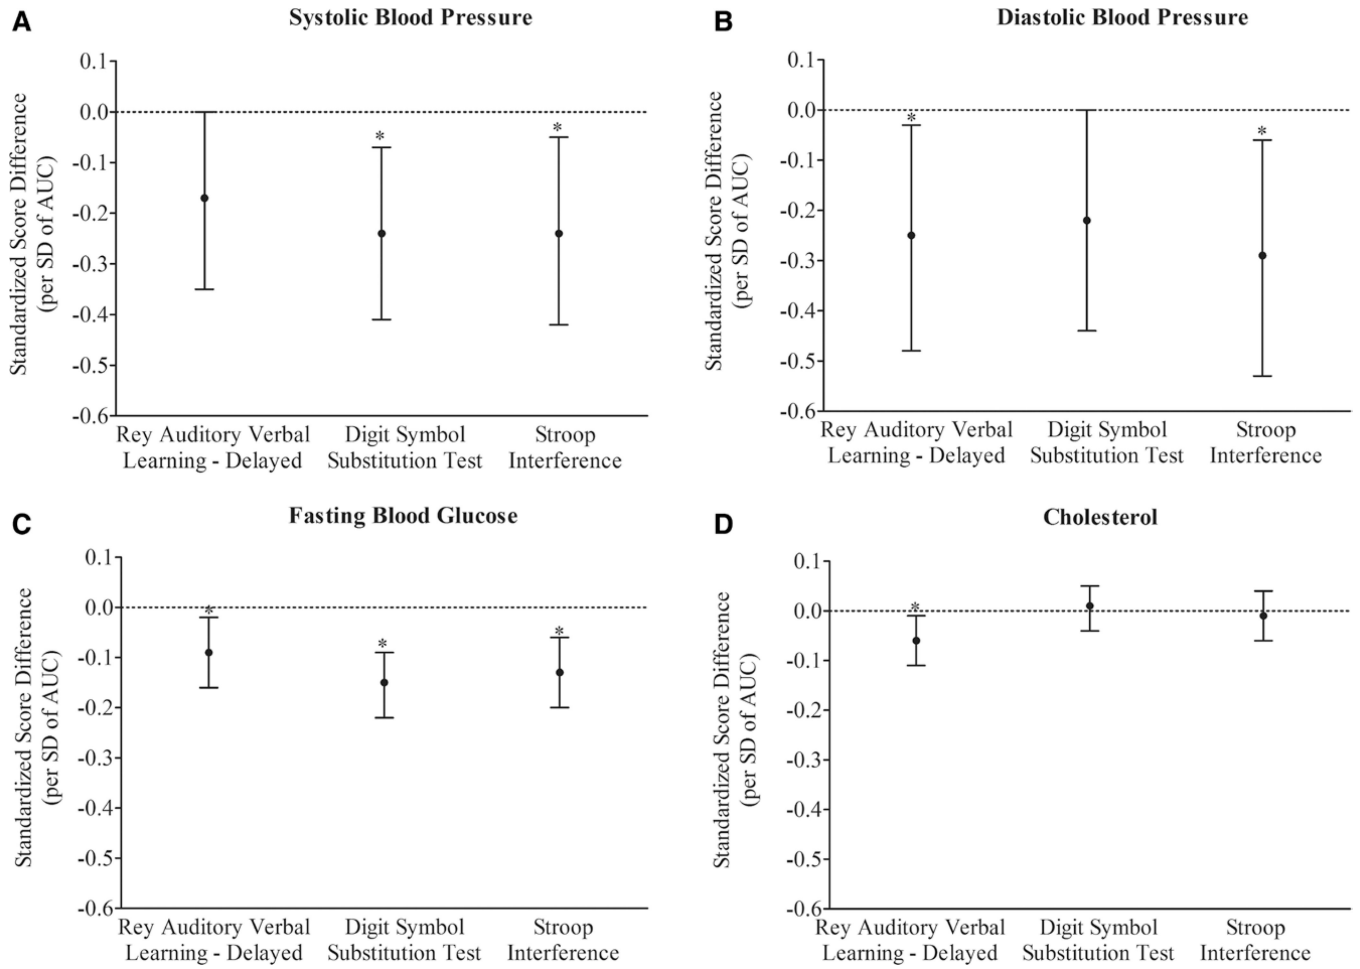 A
Systolic Blood Pressure
Standardized Score Difference
(per SD of AUC)
0.1
0.0
-0.1
-0.2
-0.3
-0.4
-0.5
-0.6
*
*
Rey Auditory Verbal
Learning - Delayed
Digit Symbol
Substitution Test
Stroop
Interference
B
Diastolic Blood Pressure
Standardized Score Difference
(per SD of AUC)
0.1
0.0
-0.1
-0.2
-0.3
-0.4
-0.5
-0.6
*
*
Rey Auditory Verbal
Learning - Delayed
Digit Symbol
Substitution Test
Stroop
Interference
C
Fasting Blood Glucose
Standardized Score Difference
(per SD of AUC)
0.1
0.0
-0.1
-0.2
-0.3
-0.4
-0.5
-0.6
*
*
*
Rey Auditory Verbal
Learning - Delayed
Digit Symbol
Substitution Test
Stroop
Interference
D
Cholesterol
Standardized Score Difference
(per SD of AUC)
0.1
0.0
-0.1
-0.2
-0.3
-0.4
-0.5
-0.6
*
Rey Auditory Verbal
Learning - Delayed
Digit Symbol
Substitution Test
Stroop
Interference